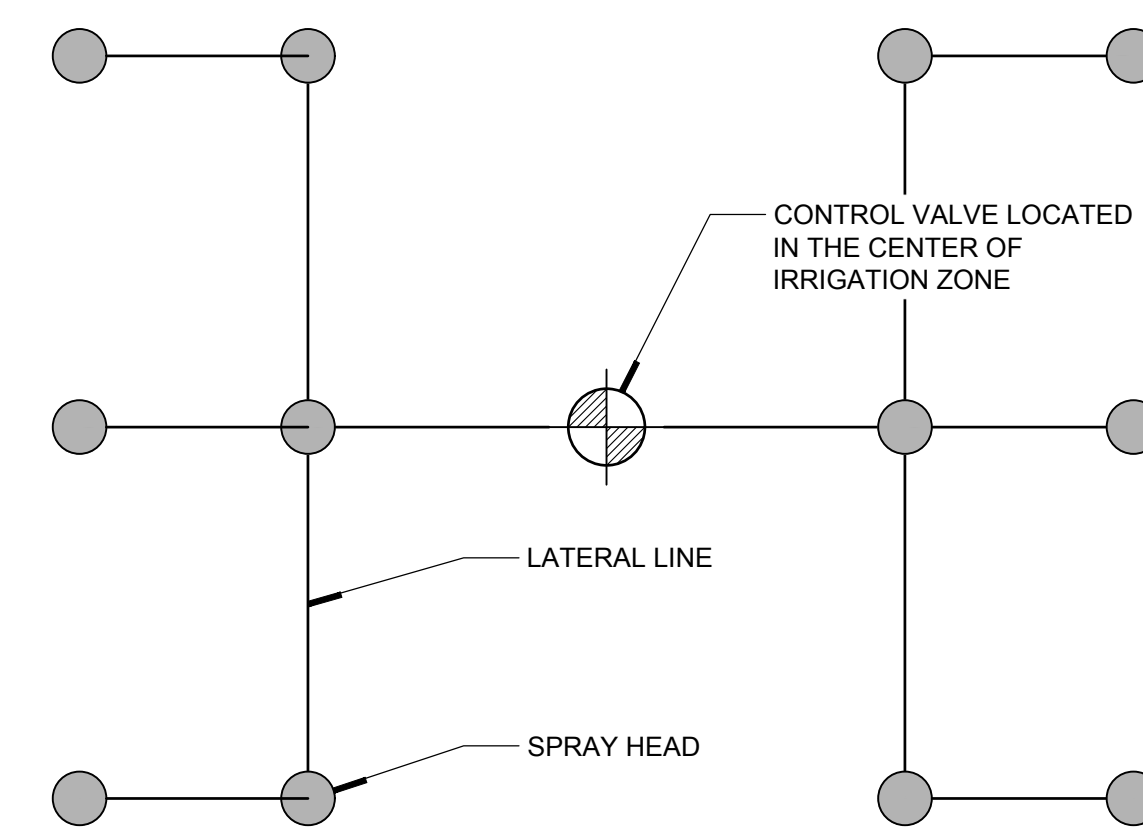 CONTROL VALVE LOCATED
IN THE CENTER OF
IRRIGATION ZONE
LATERAL LINE
SPRAY HEAD